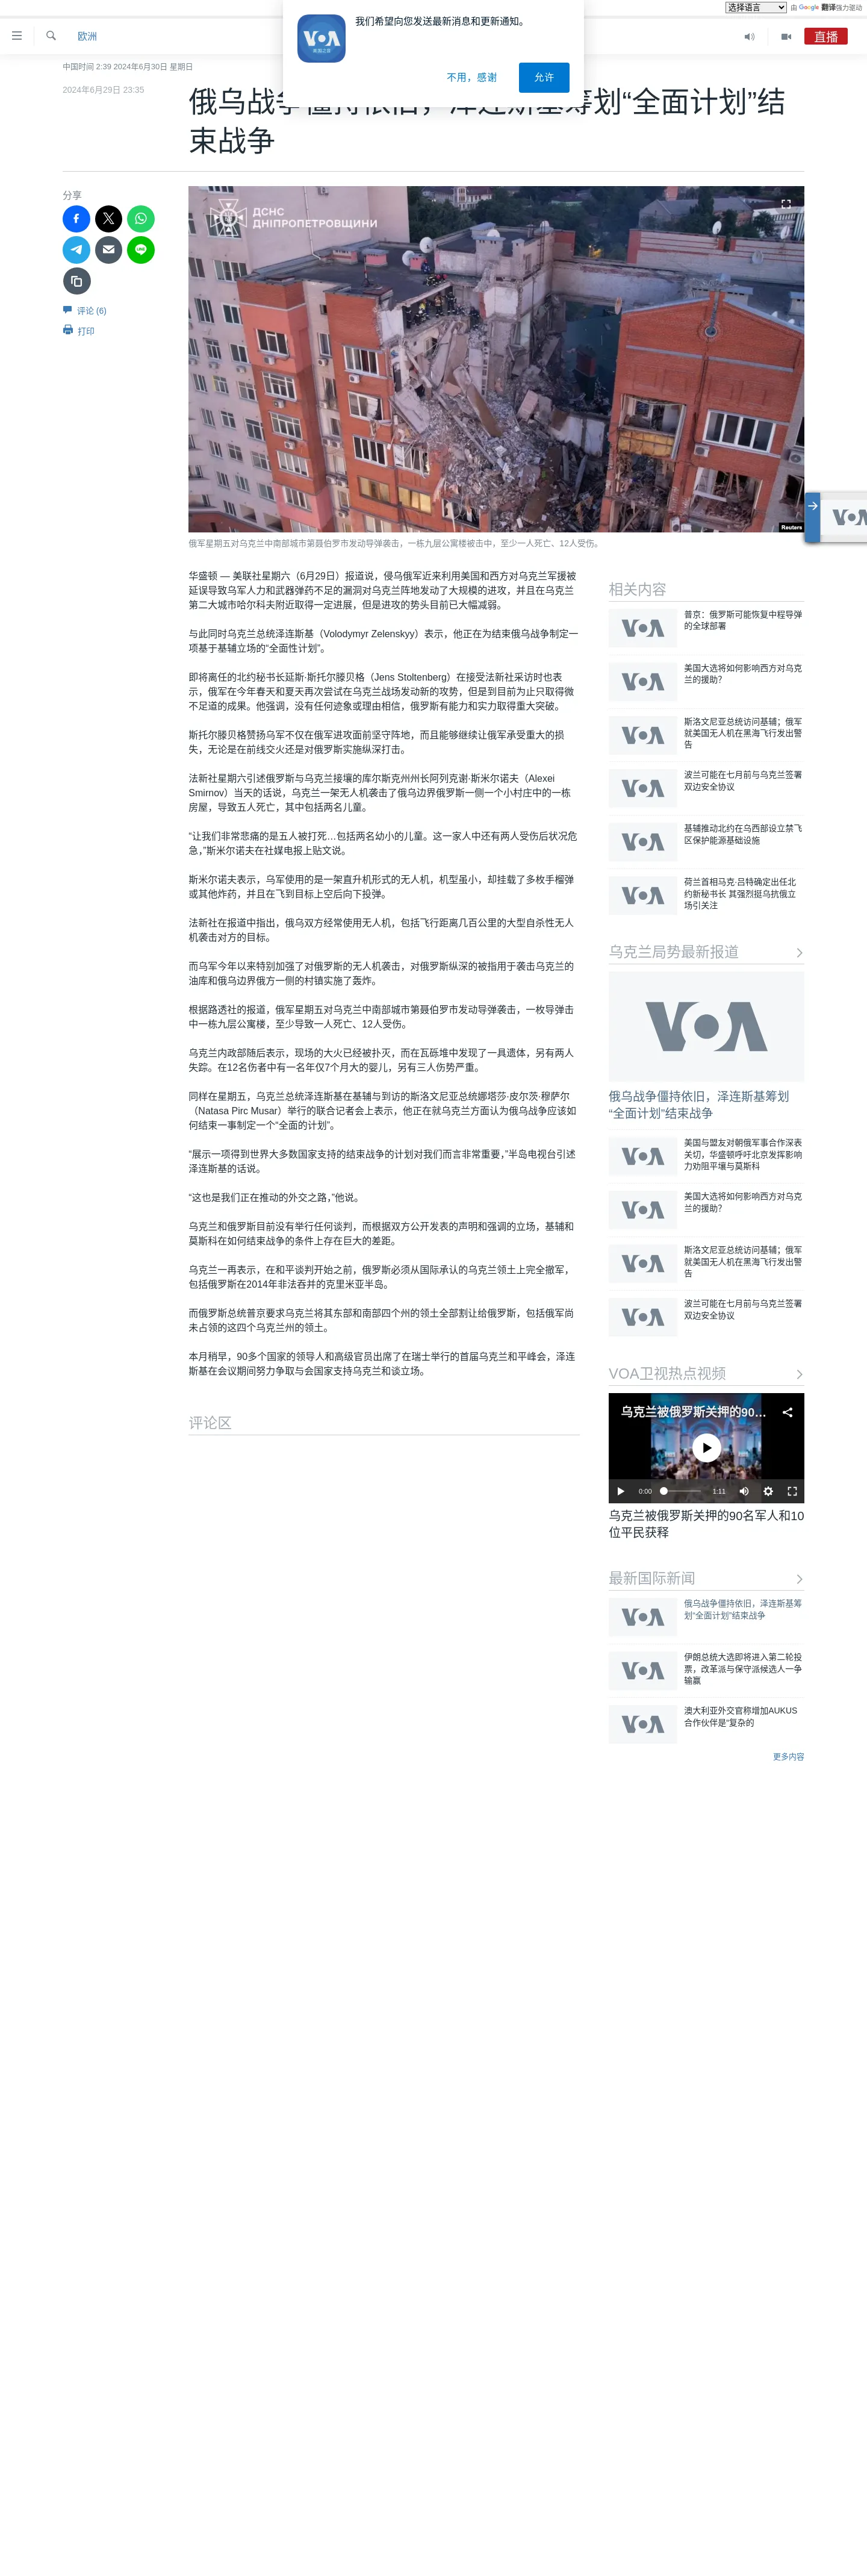 选择语言 由 Google 翻译强力驱动
我们希望向您发送最新消息和更新通知。
VOA
美国之音
不用，感谢
允许
欧洲
直播
中国时间 2:39 2024年6月30日 星期日
2024年6月29日 23:35
俄乌战争僵持依旧，泽连斯基筹划“全面计划”结
束战争
分享
评论 (6)
打印
ДСНС
ДНІПРОПЕТРОВЩИНИ
Reuters
俄军星期五对乌克兰中南部城市第聂伯罗市发动导弹袭击，一栋九层公寓楼被击中，至少一人死亡、12人受伤。
华盛顿 — 美联社星期六（6月29日）报道说，侵乌俄军近来利用美国和西方对乌克兰军援被
延误导致乌军人力和武器弹药不足的漏洞对乌克兰阵地发动了大规模的进攻，并且在乌克兰
第二大城市哈尔科夫附近取得一定进展，但是进攻的势头目前已大幅减弱。
与此同时乌克兰总统泽连斯基（Volodymyr Zelenskyy）表示，他正在为结束俄乌战争制定一
项基于基辅立场的“全面性计划”。
即将离任的北约秘书长延斯·斯托尔滕贝格（Jens Stoltenberg）在接受法新社采访时也表
示，俄军在今年春天和夏天再次尝试在乌克兰战场发动新的攻势，但是到目前为止只取得微
不足道的成果。他强调，没有任何迹象或理由相信，俄罗斯有能力和实力取得重大突破。
斯托尔滕贝格赞扬乌军不仅在俄军进攻面前坚守阵地，而且能够继续让俄军承受重大的损
失，无论是在前线交火还是对俄罗斯实施纵深打击。
法新社星期六引述俄罗斯与乌克兰接壤的库尔斯克州州长阿列克谢·斯米尔诺夫（Alexei
Smirnov）当天的话说，乌克兰一架无人机袭击了俄乌边界俄罗斯一侧一个小村庄中的一栋
房屋，导致五人死亡，其中包括两名儿童。
“让我们非常悲痛的是五人被打死…包括两名幼小的儿童。这一家人中还有两人受伤后状况危
急，”斯米尔诺夫在社媒电报上贴文说。
斯米尔诺夫表示，乌军使用的是一架直升机形式的无人机，机型虽小，却挂载了多枚手榴弹
或其他炸药，并且在飞到目标上空后向下投弹。
法新社在报道中指出，俄乌双方经常使用无人机，包括飞行距离几百公里的大型自杀性无人
机袭击对方的目标。
而乌军今年以来特别加强了对俄罗斯的无人机袭击，对俄罗斯纵深的被指用于袭击乌克兰的
油库和俄乌边界俄方一侧的村镇实施了轰炸。
根据路透社的报道，俄军星期五对乌克兰中南部城市第聂伯罗市发动导弹袭击，一枚导弹击
中一栋九层公寓楼，至少导致一人死亡、12人受伤。
乌克兰内政部随后表示，现场的大火已经被扑灭，而在瓦砾堆中发现了一具遗体，另有两人
失踪。在12名伤者中有一名年仅7个月大的婴儿，另有三人伤势严重。
同样在星期五，乌克兰总统泽连斯基在基辅与到访的斯洛文尼亚总统娜塔莎·皮尔茨·穆萨尔
（Natasa Pirc Musar）举行的联合记者会上表示，他正在就乌克兰方面认为俄乌战争应该如
何结束一事制定一个“全面的计划”。
“展示一项得到世界大多数国家支持的结束战争的计划对我们而言非常重要，”半岛电视台引述
泽连斯基的话说。
“这也是我们正在推动的外交之路，”他说。
乌克兰和俄罗斯目前没有举行任何谈判，而根据双方公开发表的声明和强调的立场，基辅和
莫斯科在如何结束战争的条件上存在巨大的差距。
乌克兰一再表示，在和平谈判开始之前，俄罗斯必须从国际承认的乌克兰领土上完全撤军，
包括俄罗斯在2014年非法吞并的克里米亚半岛。
而俄罗斯总统普京要求乌克兰将其东部和南部四个州的领土全部割让给俄罗斯，包括俄军尚
未占领的这四个乌克兰州的领土。
本月稍早，90多个国家的领导人和高级官员出席了在瑞士举行的首届乌克兰和平峰会，泽连
斯基在会议期间努力争取与会国家支持乌克兰和谈立场。
评论区
相关内容
VOA
普京：俄罗斯可能恢复中程导弹
的全球部署
VOA
美国大选将如何影响西方对乌克
兰的援助？
VOA
斯洛文尼亚总统访问基辅；俄军
就美国无人机在黑海飞行发出警
告
VOA
波兰可能在七月前与乌克兰签署
双边安全协议
VOA
基辅推动北约在乌西部设立禁飞
区保护能源基础设施
VOA
荷兰首相马克·吕特确定出任北
约新秘书长 其强烈挺乌抗俄立
场引关注
乌克兰局势最新报道
VOA
俄乌战争僵持依旧，泽连斯基筹划
“全面计划”结束战争
VOA
美国与盟友对朝俄军事合作深表
关切，华盛顿呼吁北京发挥影响
力劝阻平壤与莫斯科
VOA
美国大选将如何影响西方对乌克
兰的援助？
VOA
斯洛文尼亚总统访问基辅；俄军
就美国无人机在黑海飞行发出警
告
VOA
波兰可能在七月前与乌克兰签署
双边安全协议
VOA卫视热点视频
乌克兰被俄罗斯关押的90…
0:00 1:11
乌克兰被俄罗斯关押的90名军人和10
位平民获释
最新国际新闻
VOA
俄乌战争僵持依旧，泽连斯基筹
划“全面计划”结束战争
VOA
伊朗总统大选即将进入第二轮投
票，改革派与保守派候选人一争
输赢
VOA
澳大利亚外交官称增加AUKUS
合作伙伴是“复杂的
更多内容